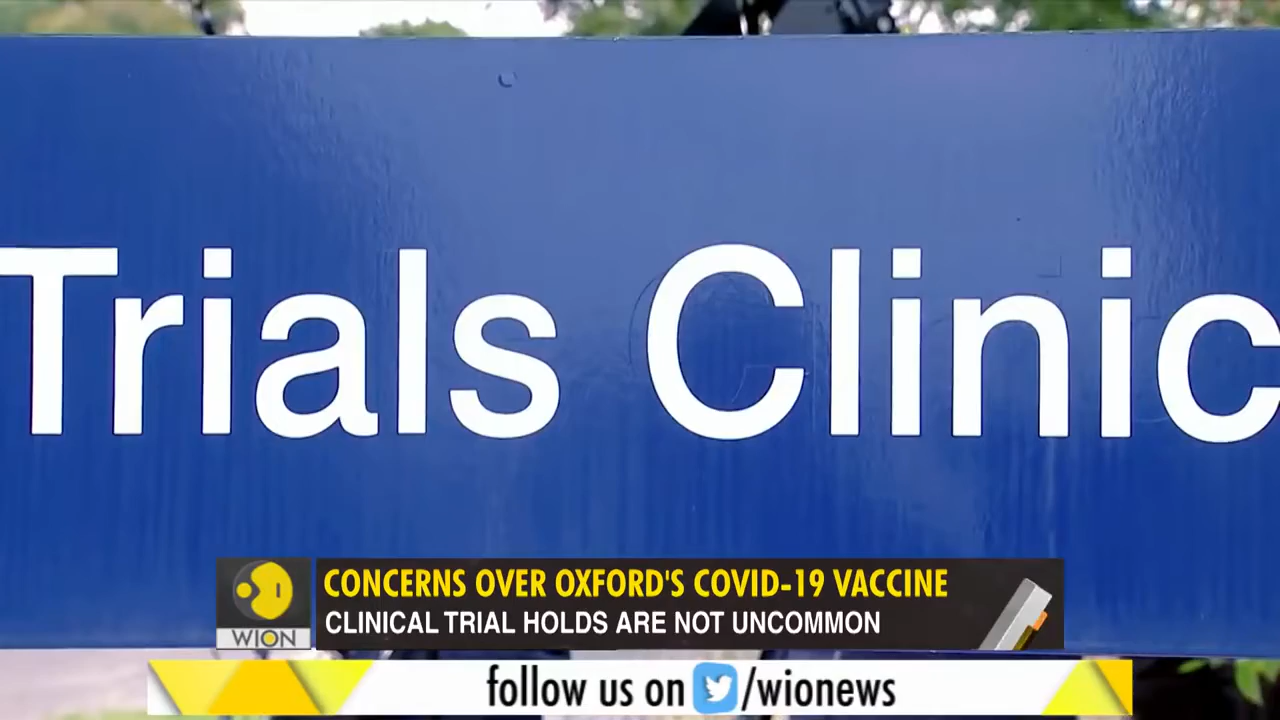 Trials Clinic
CONCERNS OVER OXFORD'S COVID-19 VACCINE
CLINICAL TRIAL HOLDS ARE NOT UNCOMMON
WION
follow us on /wionews